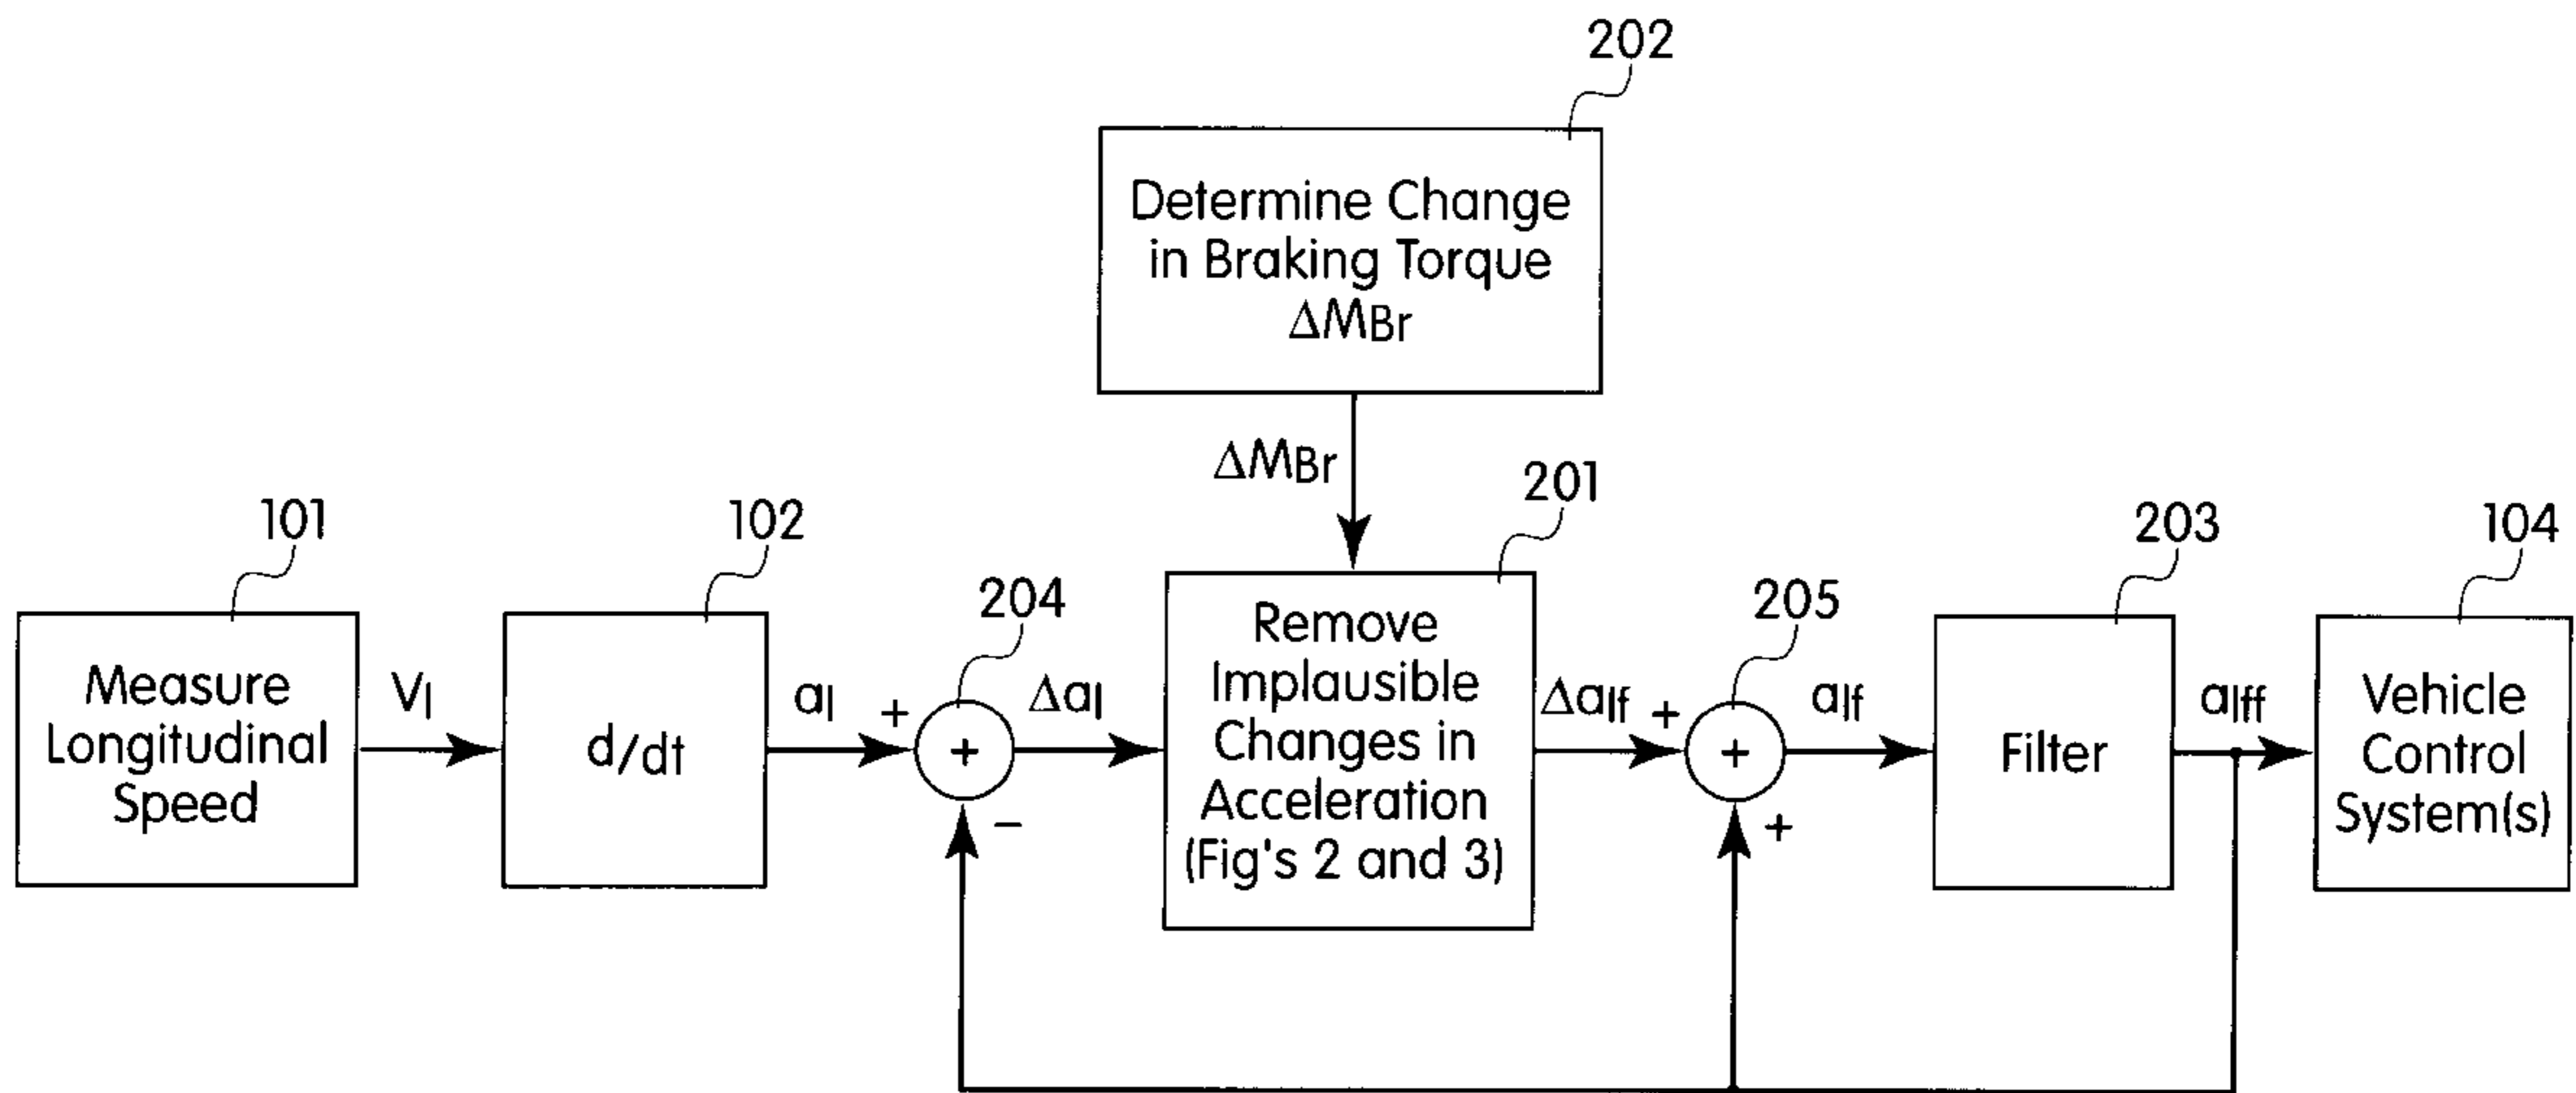 202
Determine Change
in Braking Torque
ΔMBr
ΔMBr
201
101
102
204
205
203
104
Measure
Longitudinal
Speed
Vl
d/dt
al
+
+
−
Δal
Remove
Implausible
Changes in
Acceleration
(Fig's 2 and 3)
Δalf
+
+
+
alf
Filter
alff
Vehicle
Control
System(s)